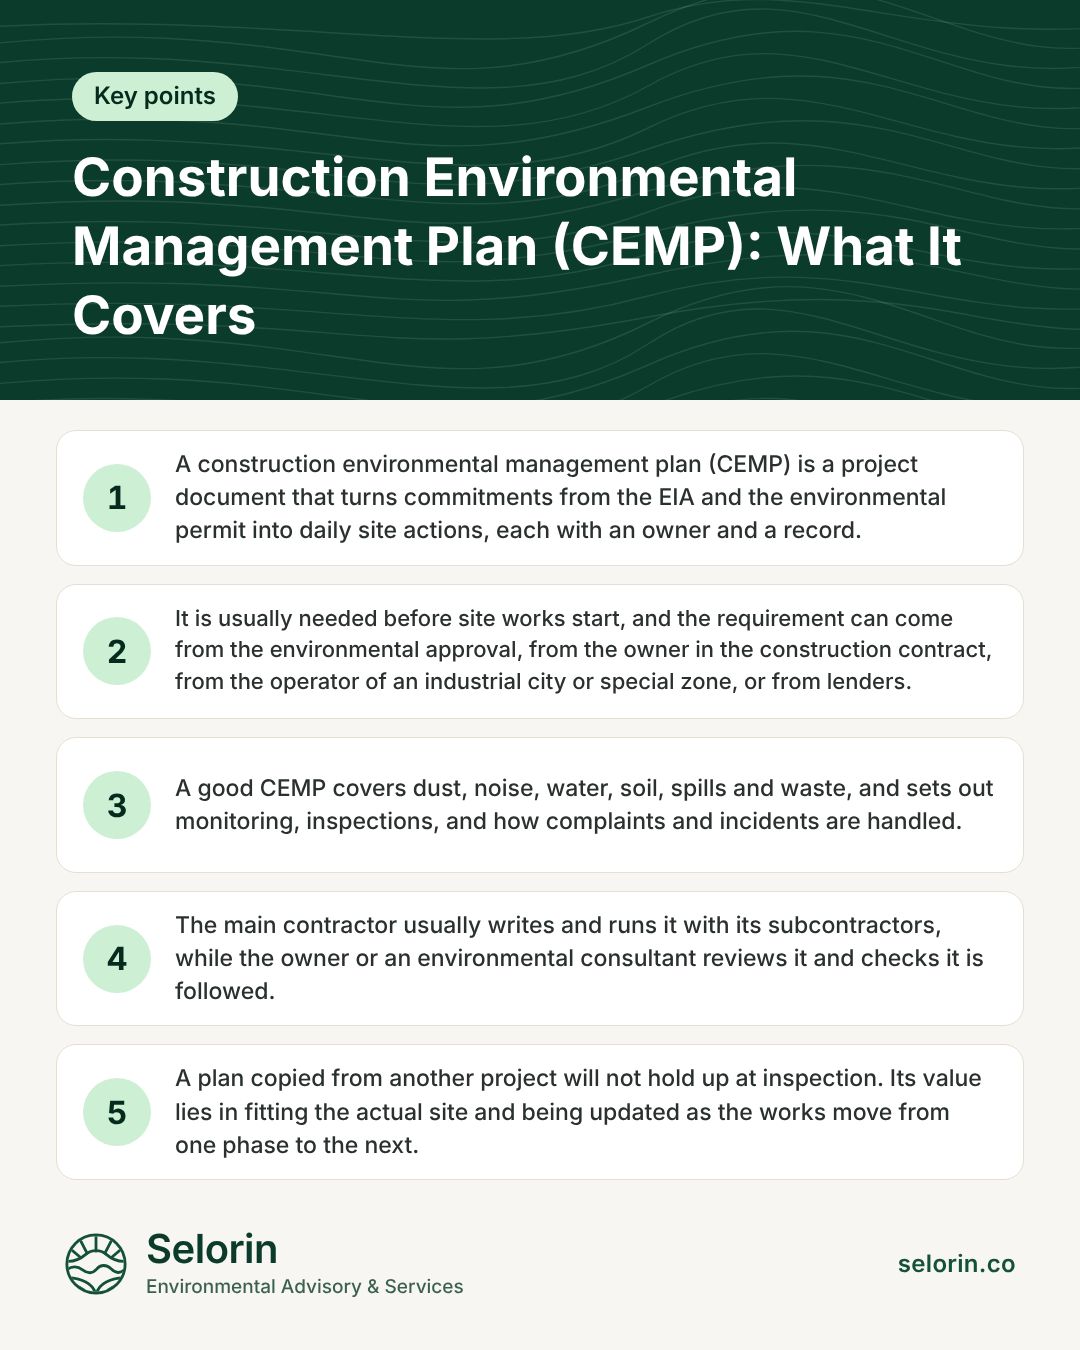 Key points
Construction Environmental
Management Plan (CEMP): What It
Covers
1
A construction environmental management plan (CEMP) is a project
document that turns commitments from the EIA and the environmental
permit into daily site actions, each with an owner and a record.
2
It is usually needed before site works start, and the requirement can come
from the environmental approval, from the owner in the construction contract,
from the operator of an industrial city or special zone, or from lenders.
3
A good CEMP covers dust, noise, water, soil, spills and waste, and sets out
monitoring, inspections, and how complaints and incidents are handled.
4
The main contractor usually writes and runs it with its subcontractors,
while the owner or an environmental consultant reviews it and checks it is
followed.
5
A plan copied from another project will not hold up at inspection. Its value
lies in fitting the actual site and being updated as the works move from
one phase to the next.
Selorin
Environmental Advisory & Services
selorin.co